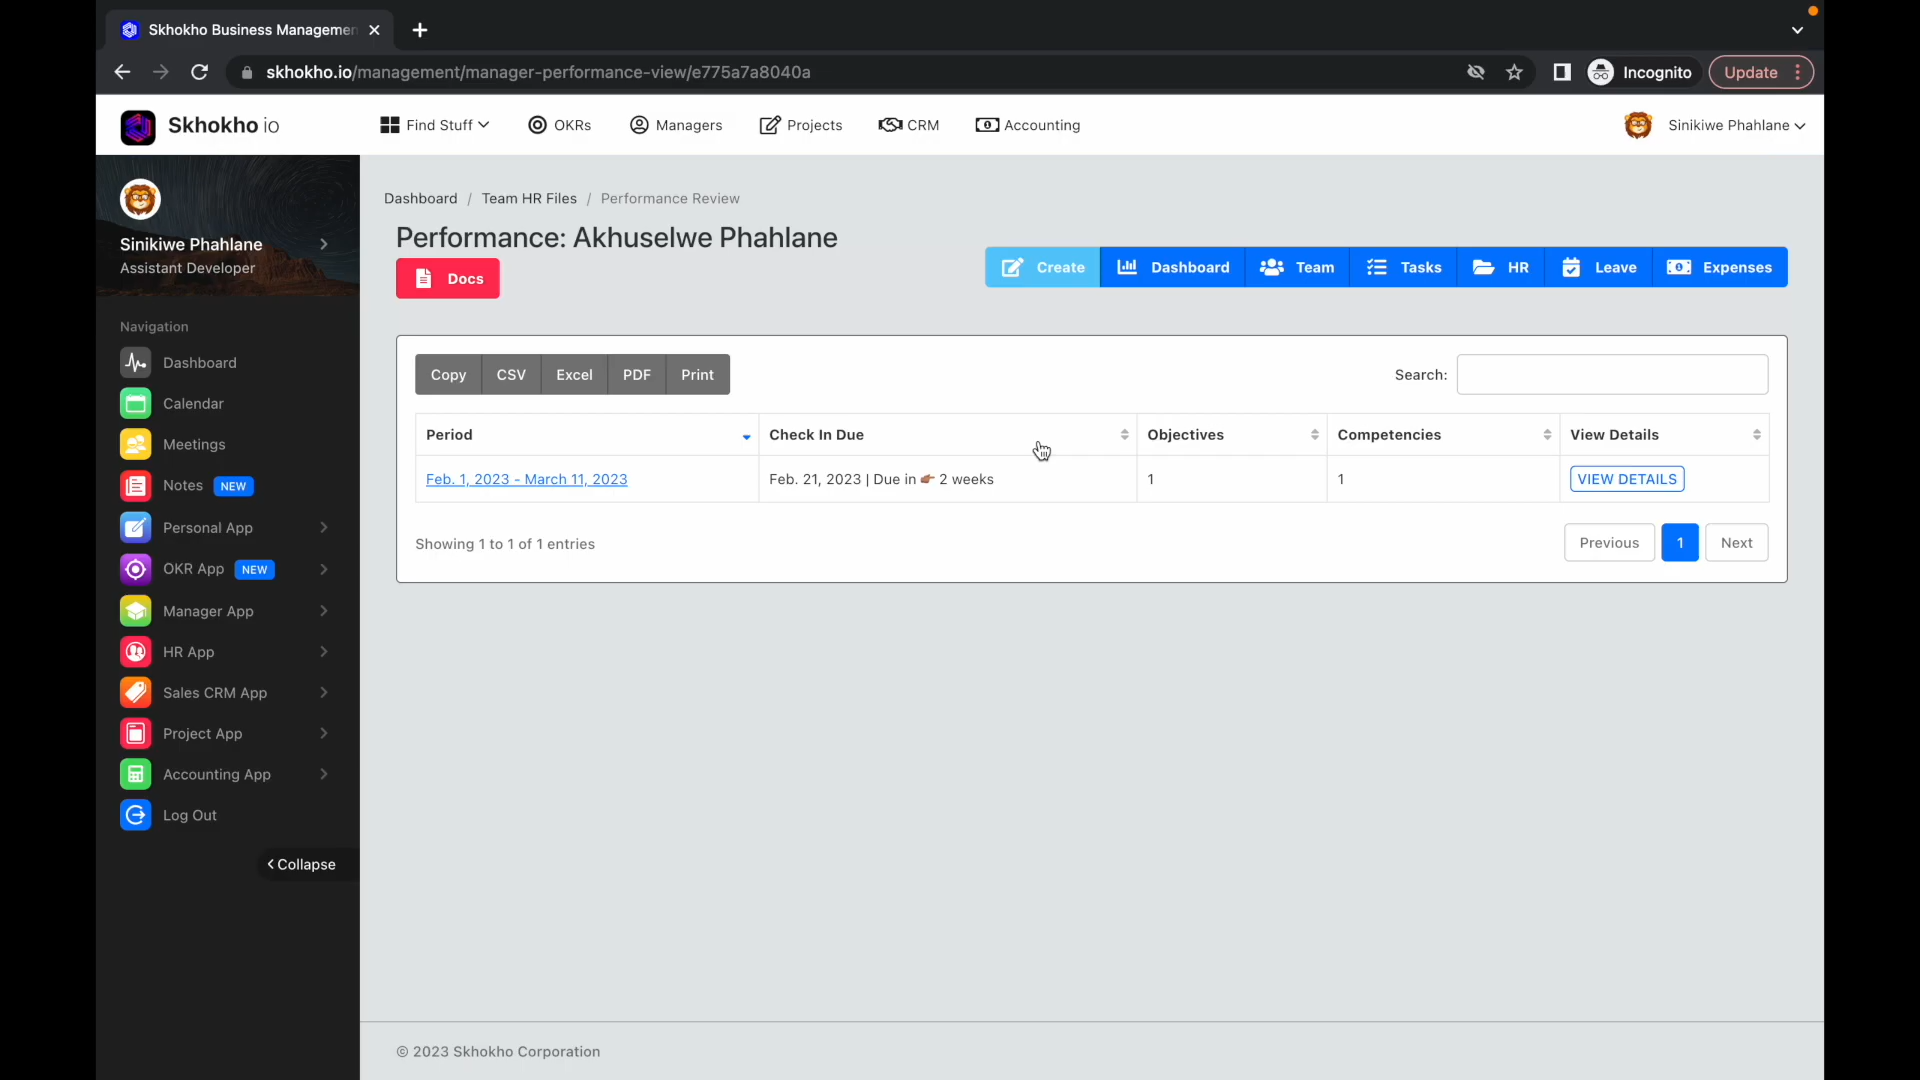 Skhokho Business Managemen
skhokho.io/management/manager-performance-view/e775a7a8040a
Incognito
Update
Skhokho io
Find Stuff
OKRs
Managers
Projects
CRM
Accounting
Sinikiwe Phahlane
Sinikiwe Phahlane
Assistant Developer
Navigation
Dashboard
Calendar
Meetings
Notes NEW
Personal App
OKR App NEW
Manager App
HR App
Sales CRM App
Project App
Accounting App
Log Out
Collapse
Dashboard / Team HR Files / Performance Review
Performance: Akhuselwe Phahlane
Docs
Create
Dashboard
Team
Tasks
HR
Leave
Expenses
Copy CSV Excel PDF Print
Search:
Period Check In Due Objectives Competencies View Details
Feb. 1, 2023 - March 11, 2023 Feb. 21, 2023 | Due in 2 weeks 1 1 VIEW DETAILS
Showing 1 to 1 of 1 entries
Previous 1 Next
© 2023 Skhokho Corporation